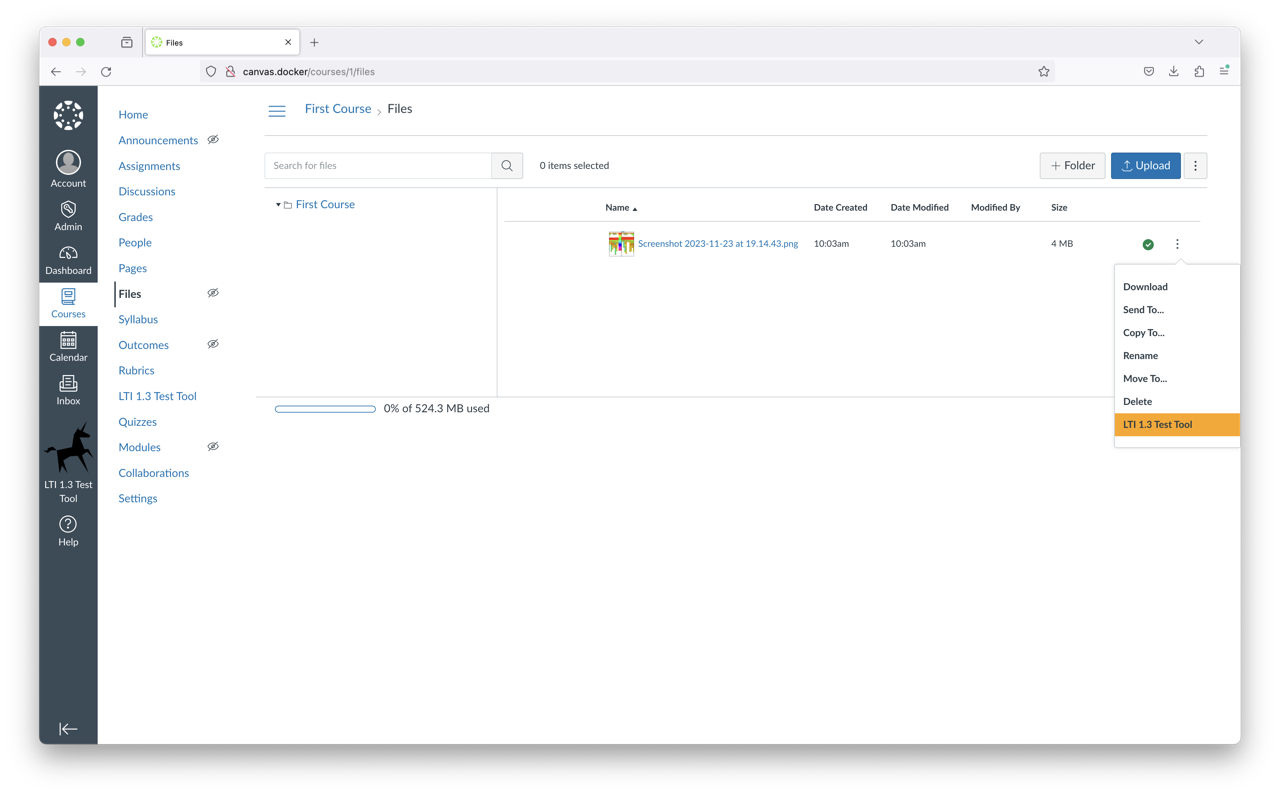 Files
canvas.docker/courses/1/files
Account
Admin
Dashboard
Courses
Calendar
Inbox
LTI 1.3 Test
Tool
Help
Home
Announcements
Assignments
Discussions
Grades
People
Pages
Files
Syllabus
Outcomes
Rubrics
LTI 1.3 Test Tool
Quizzes
Modules
Collaborations
Settings
First Course › Files
Search for files
0 items selected
+ Folder
Upload
First Course
Name Date Created Date Modified Modified By Size
Screenshot 2023-11-23 at 19.14.43.png 10:03am 10:03am 4 MB
Download
Send To...
Copy To...
Rename
Move To...
Delete
LTI 1.3 Test Tool
0% of 524.3 MB used